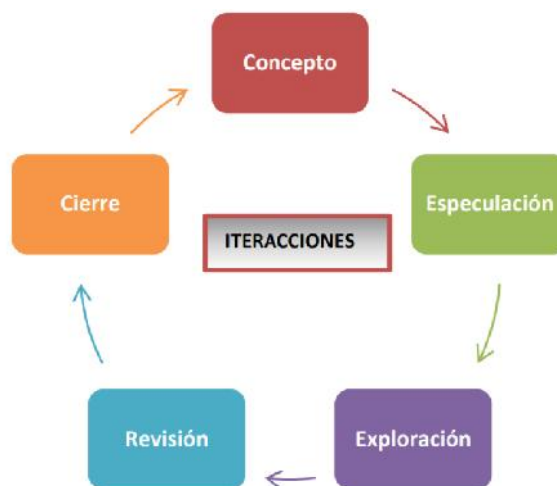 Concepto
Especulación
Exploración
Revisión
Cierre
ITERACCIONES